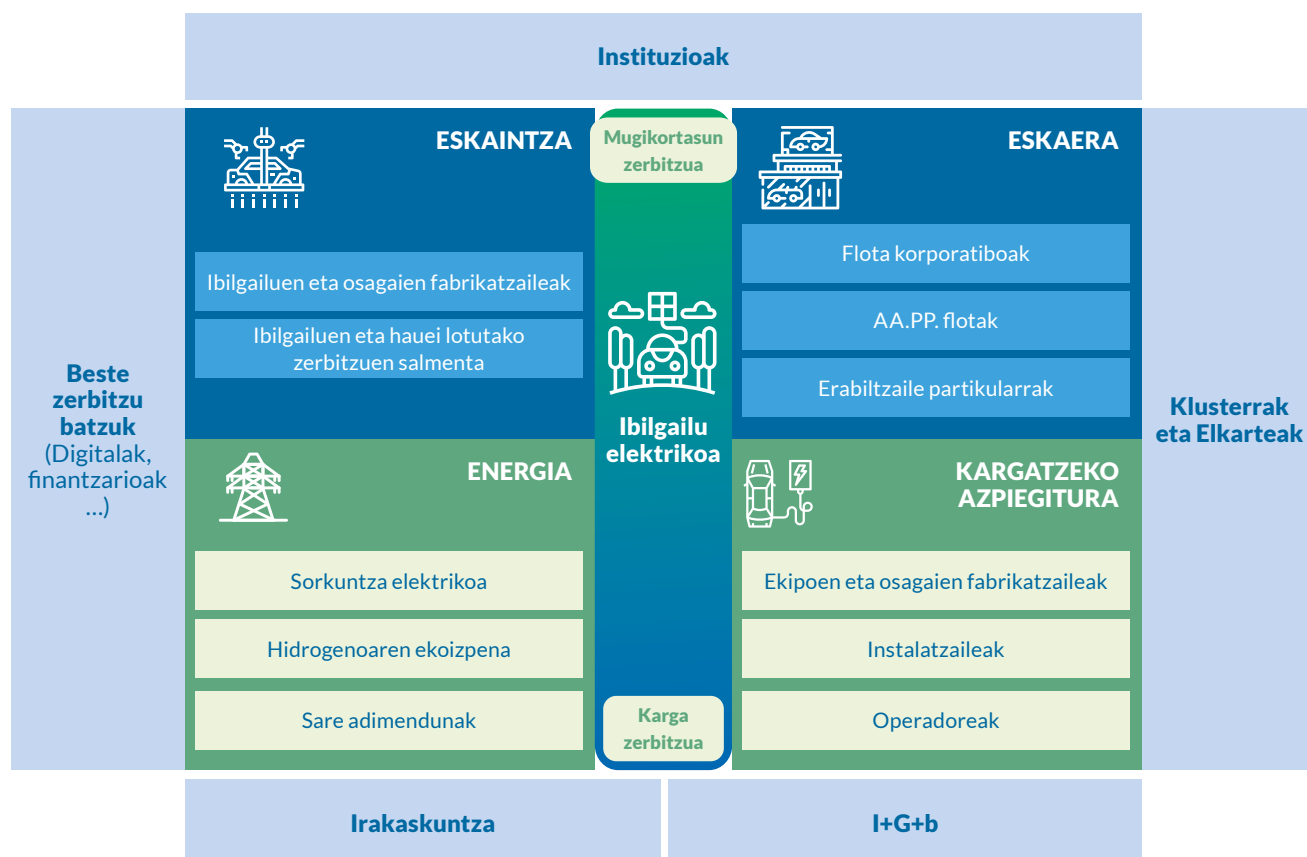 Instituzioak
Beste
zerbitzu
batzuk
(Digitalak,
finantzarioak
...)
ESKAINTZA
Ibilgailuen eta osagaien fabrikatzaileak
Ibilgailuen eta hauei lotutako
zerbitzuen salmenta
Mugikortasun
zerbitzua
Ibilgailu
elektrikoa
Karga
zerbitzua
ESKAERA
Flota korporatiboak
AA.PP. flotak
Erabiltzaile partikularrak
ENERGIA
Sorkuntza elektrikoa
Hidrogenoaren ekoizpena
Sare adimendunak
KARGATZEKO
AZPIEGITURA
Ekipoen eta osagaien fabrikatzaileak
Instalatzaileak
Operadoreak
Klusterrak
eta Elkarteak
Irakaskuntza
I+G+b